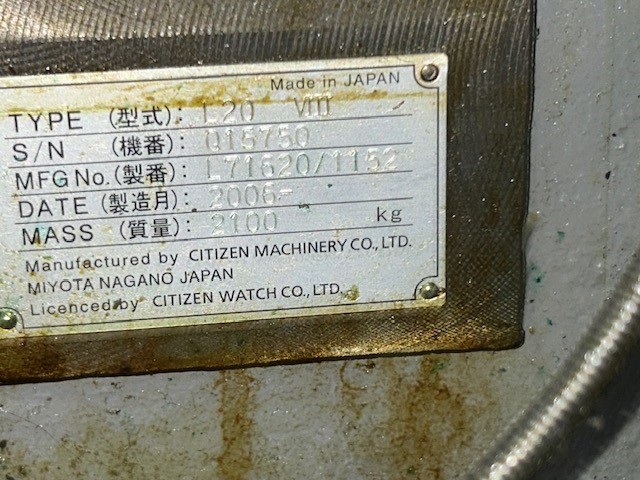 Made in JAPAN
TYPE (型式): L20 VIII
S/N (機番): Q15750
MFG No. (製番): L71620/1152
DATE (製造月): 2006-
MASS (質量): 2100 kg
Manufactured by CITIZEN MACHINERY CO., LTD.
MIYOTA NAGANO JAPAN
Licenced by CITIZEN WATCH CO., LTD.